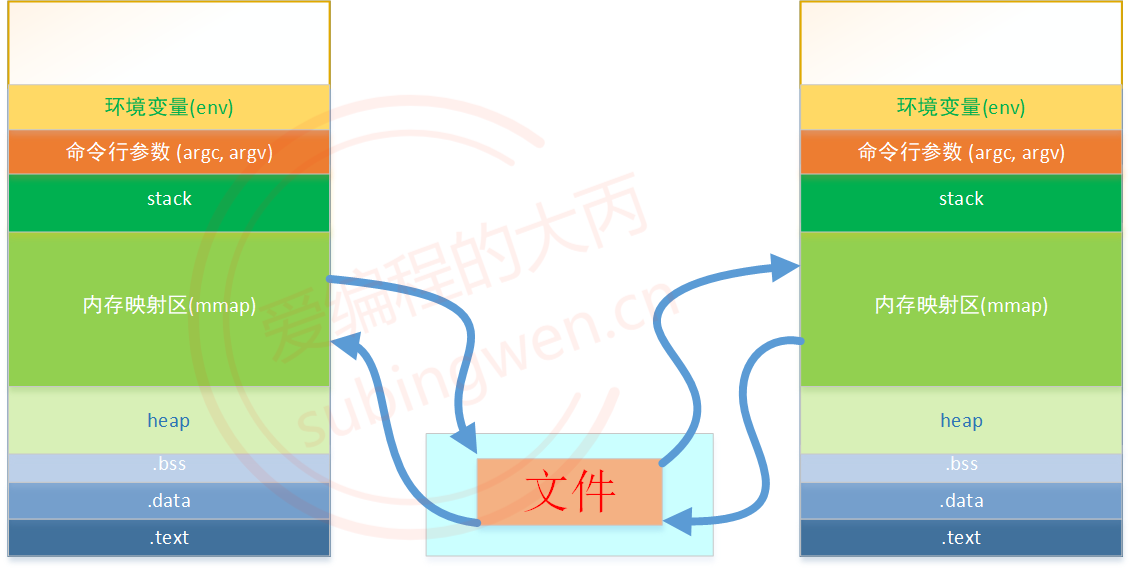 环境变量(env)
命令行参数 (argc, argv)
stack
内存映射区(mmap)
heap
.bss
.data
.text
爱编程的大丙
subingwen.cn
文件
环境变量(env)
命令行参数 (argc, argv)
stack
内存映射区(mmap)
heap
.bss
.data
.text